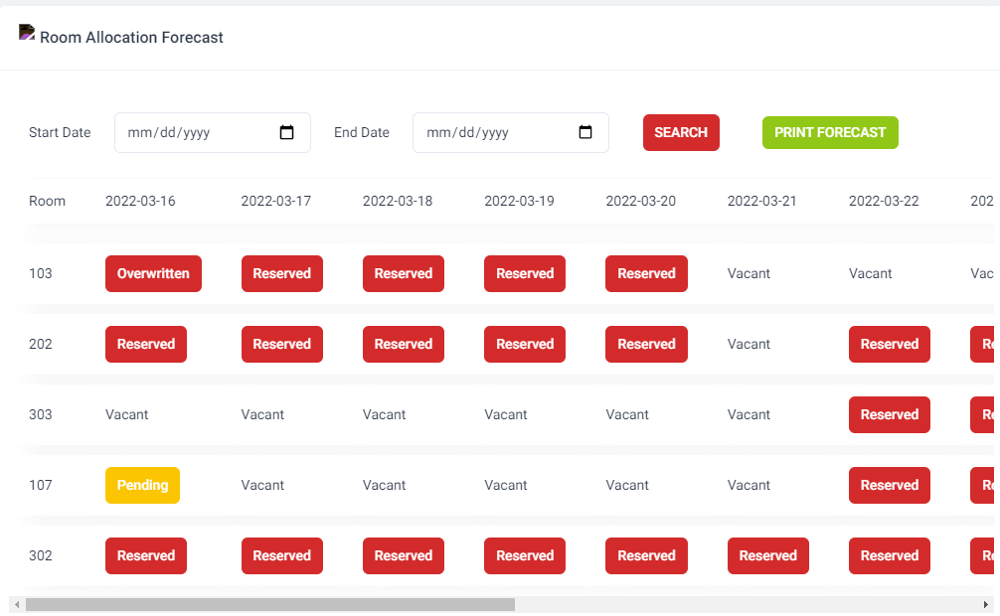 Room Allocation Forecast
Start Date mm/dd/yyyy End Date mm/dd/yyyy SEARCH PRINT FORECAST
Room 2022-03-16 2022-03-17 2022-03-18 2022-03-19 2022-03-20 2022-03-21 2022-03-22 202
103 Overwritten Reserved Reserved Reserved Reserved Vacant Vacant Vac
202 Reserved Reserved Reserved Reserved Reserved Vacant Reserved Re
303 Vacant Vacant Vacant Vacant Vacant Vacant Reserved Re
107 Pending Vacant Vacant Vacant Vacant Vacant Reserved Re
302 Reserved Reserved Reserved Reserved Reserved Reserved Reserved Re